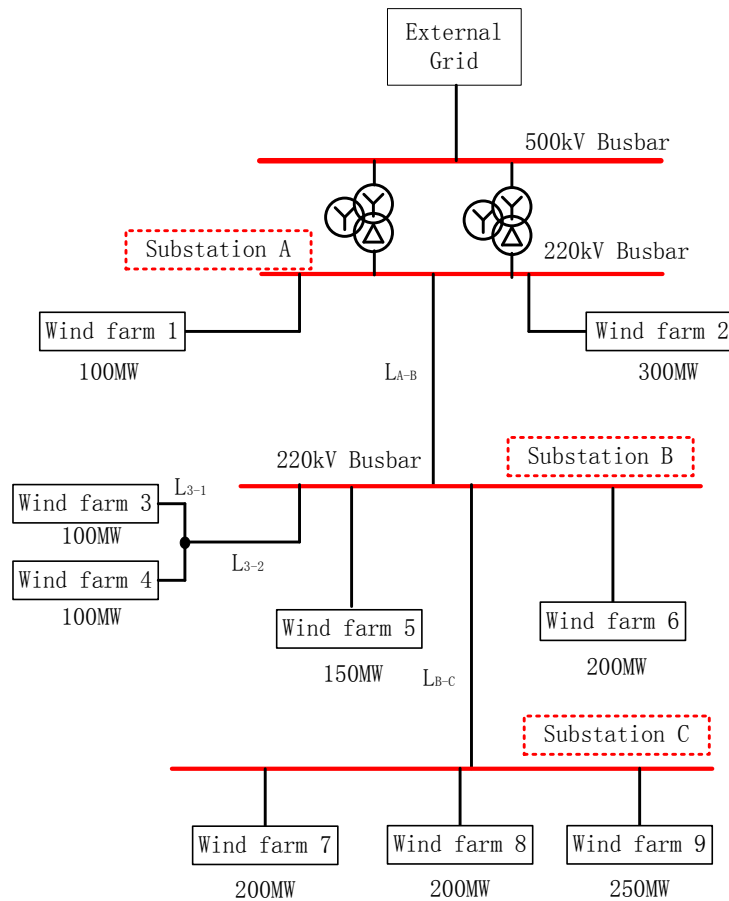 External
Grid
500kV Busbar
Substation A
220kV Busbar
Wind farm 1
Wind farm 2
100MW
300MW
LA-B
220kV Busbar
Substation B
Wind farm 3
L3-1
100MW
L3-2
Wind farm 4
100MW
Wind farm 5
Wind farm 6
150MW
200MW
LB-C
Substation C
Wind farm 7
Wind farm 8
Wind farm 9
200MW
200MW
250MW